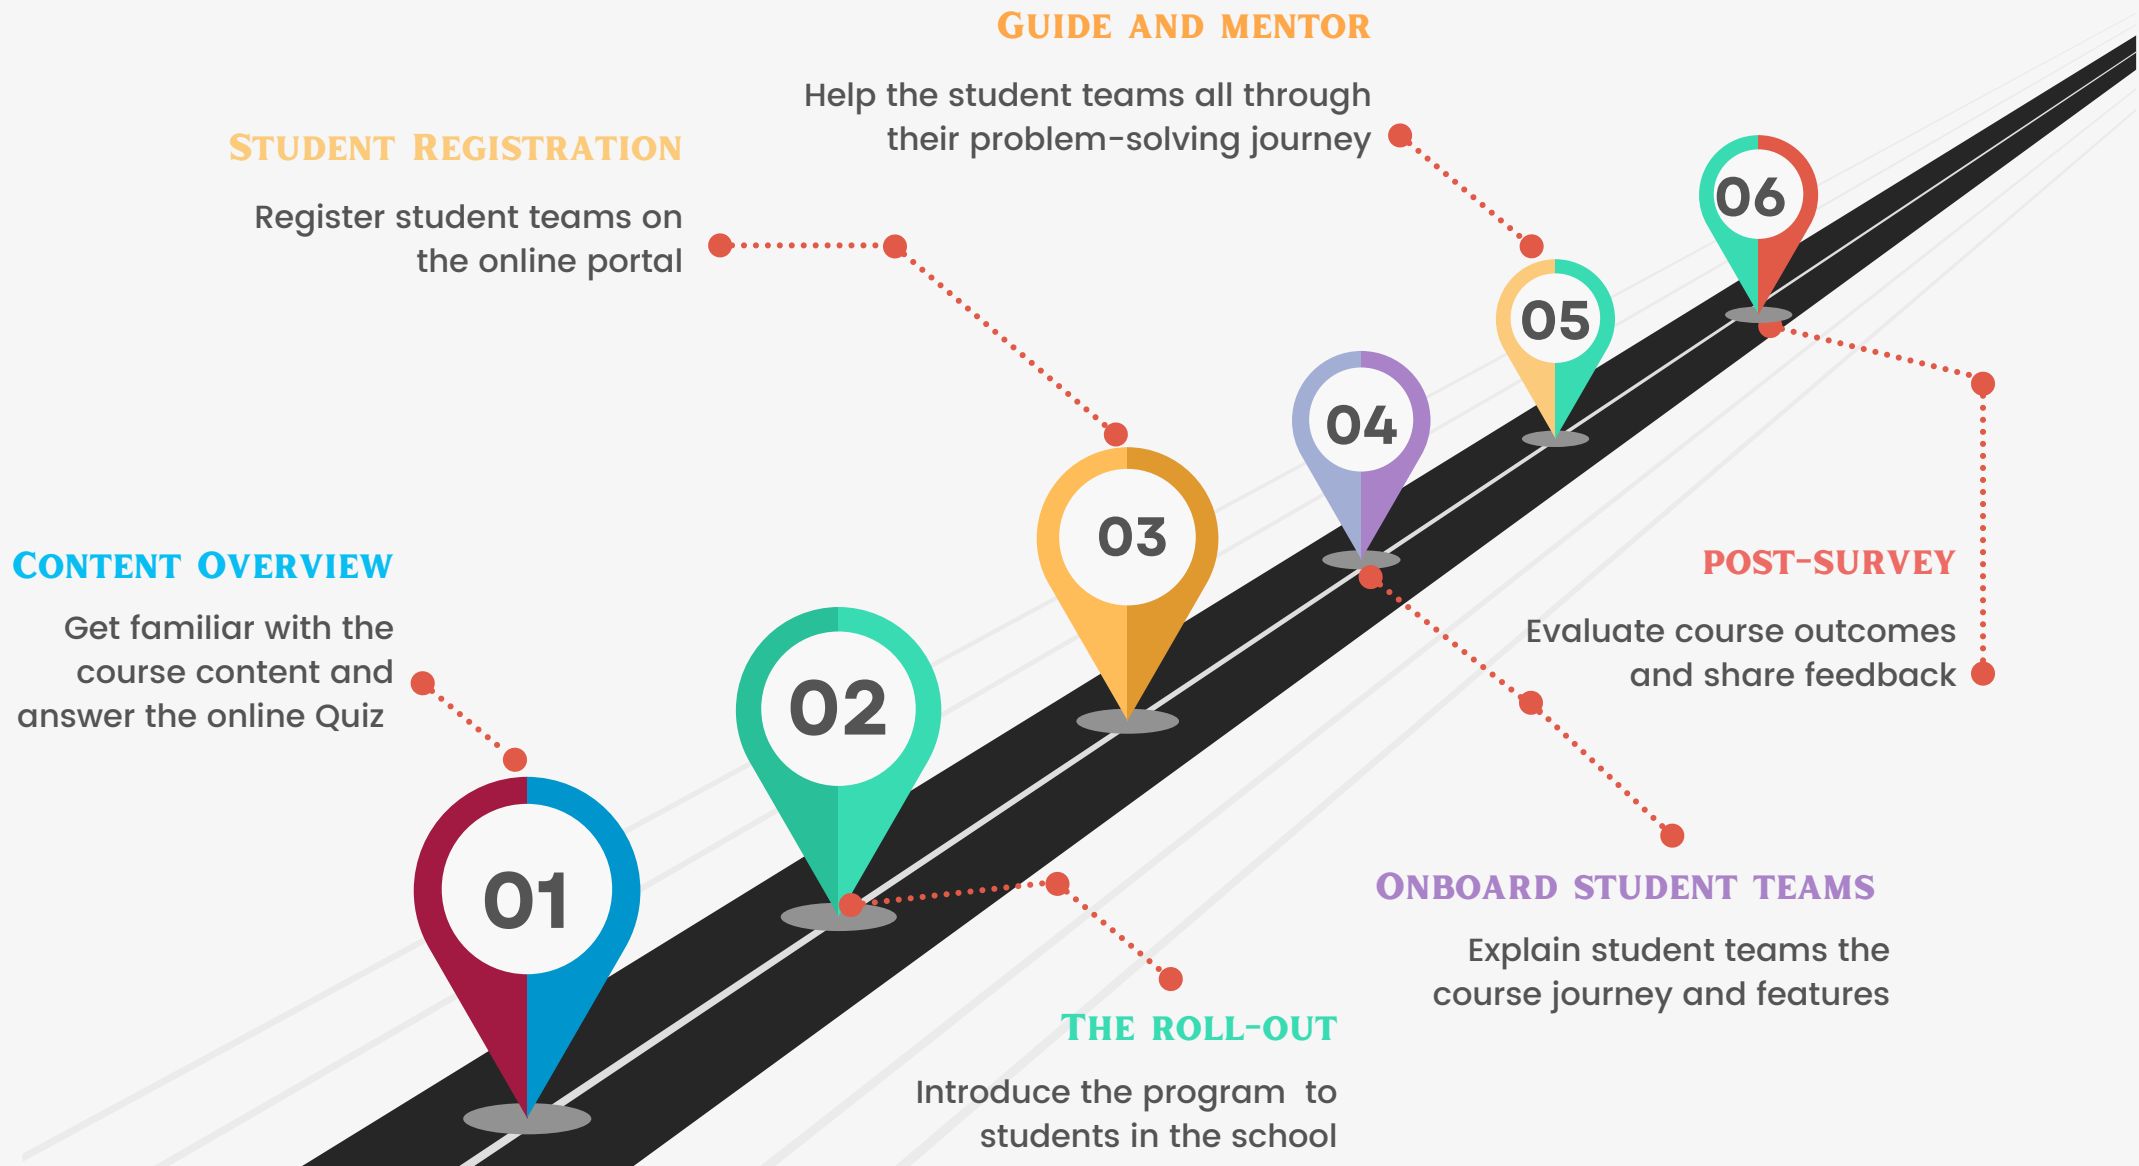 GUIDE AND MENTOR
Help the student teams all through
their problem-solving journey
STUDENT REGISTRATION
Register student teams on
the online portal
06
05
04
03
CONTENT OVERVIEW
Get familiar with the
course content and
answer the online Quiz
POST-SURVEY
Evaluate course outcomes
and share feedback
02
01
ONBOARD STUDENT TEAMS
Explain student teams the
course journey and features
THE ROLL-OUT
Introduce the program to
students in the school